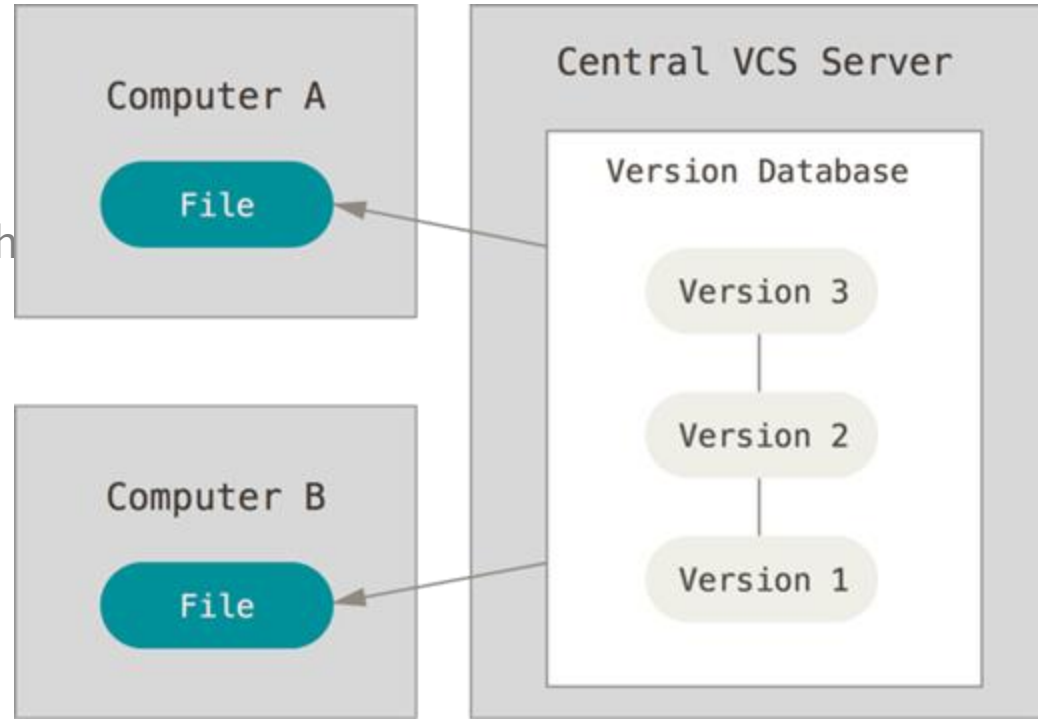 Computer A
File
h
Computer B
File
Central VCS Server
Version Database
Version 3
Version 2
Version 1